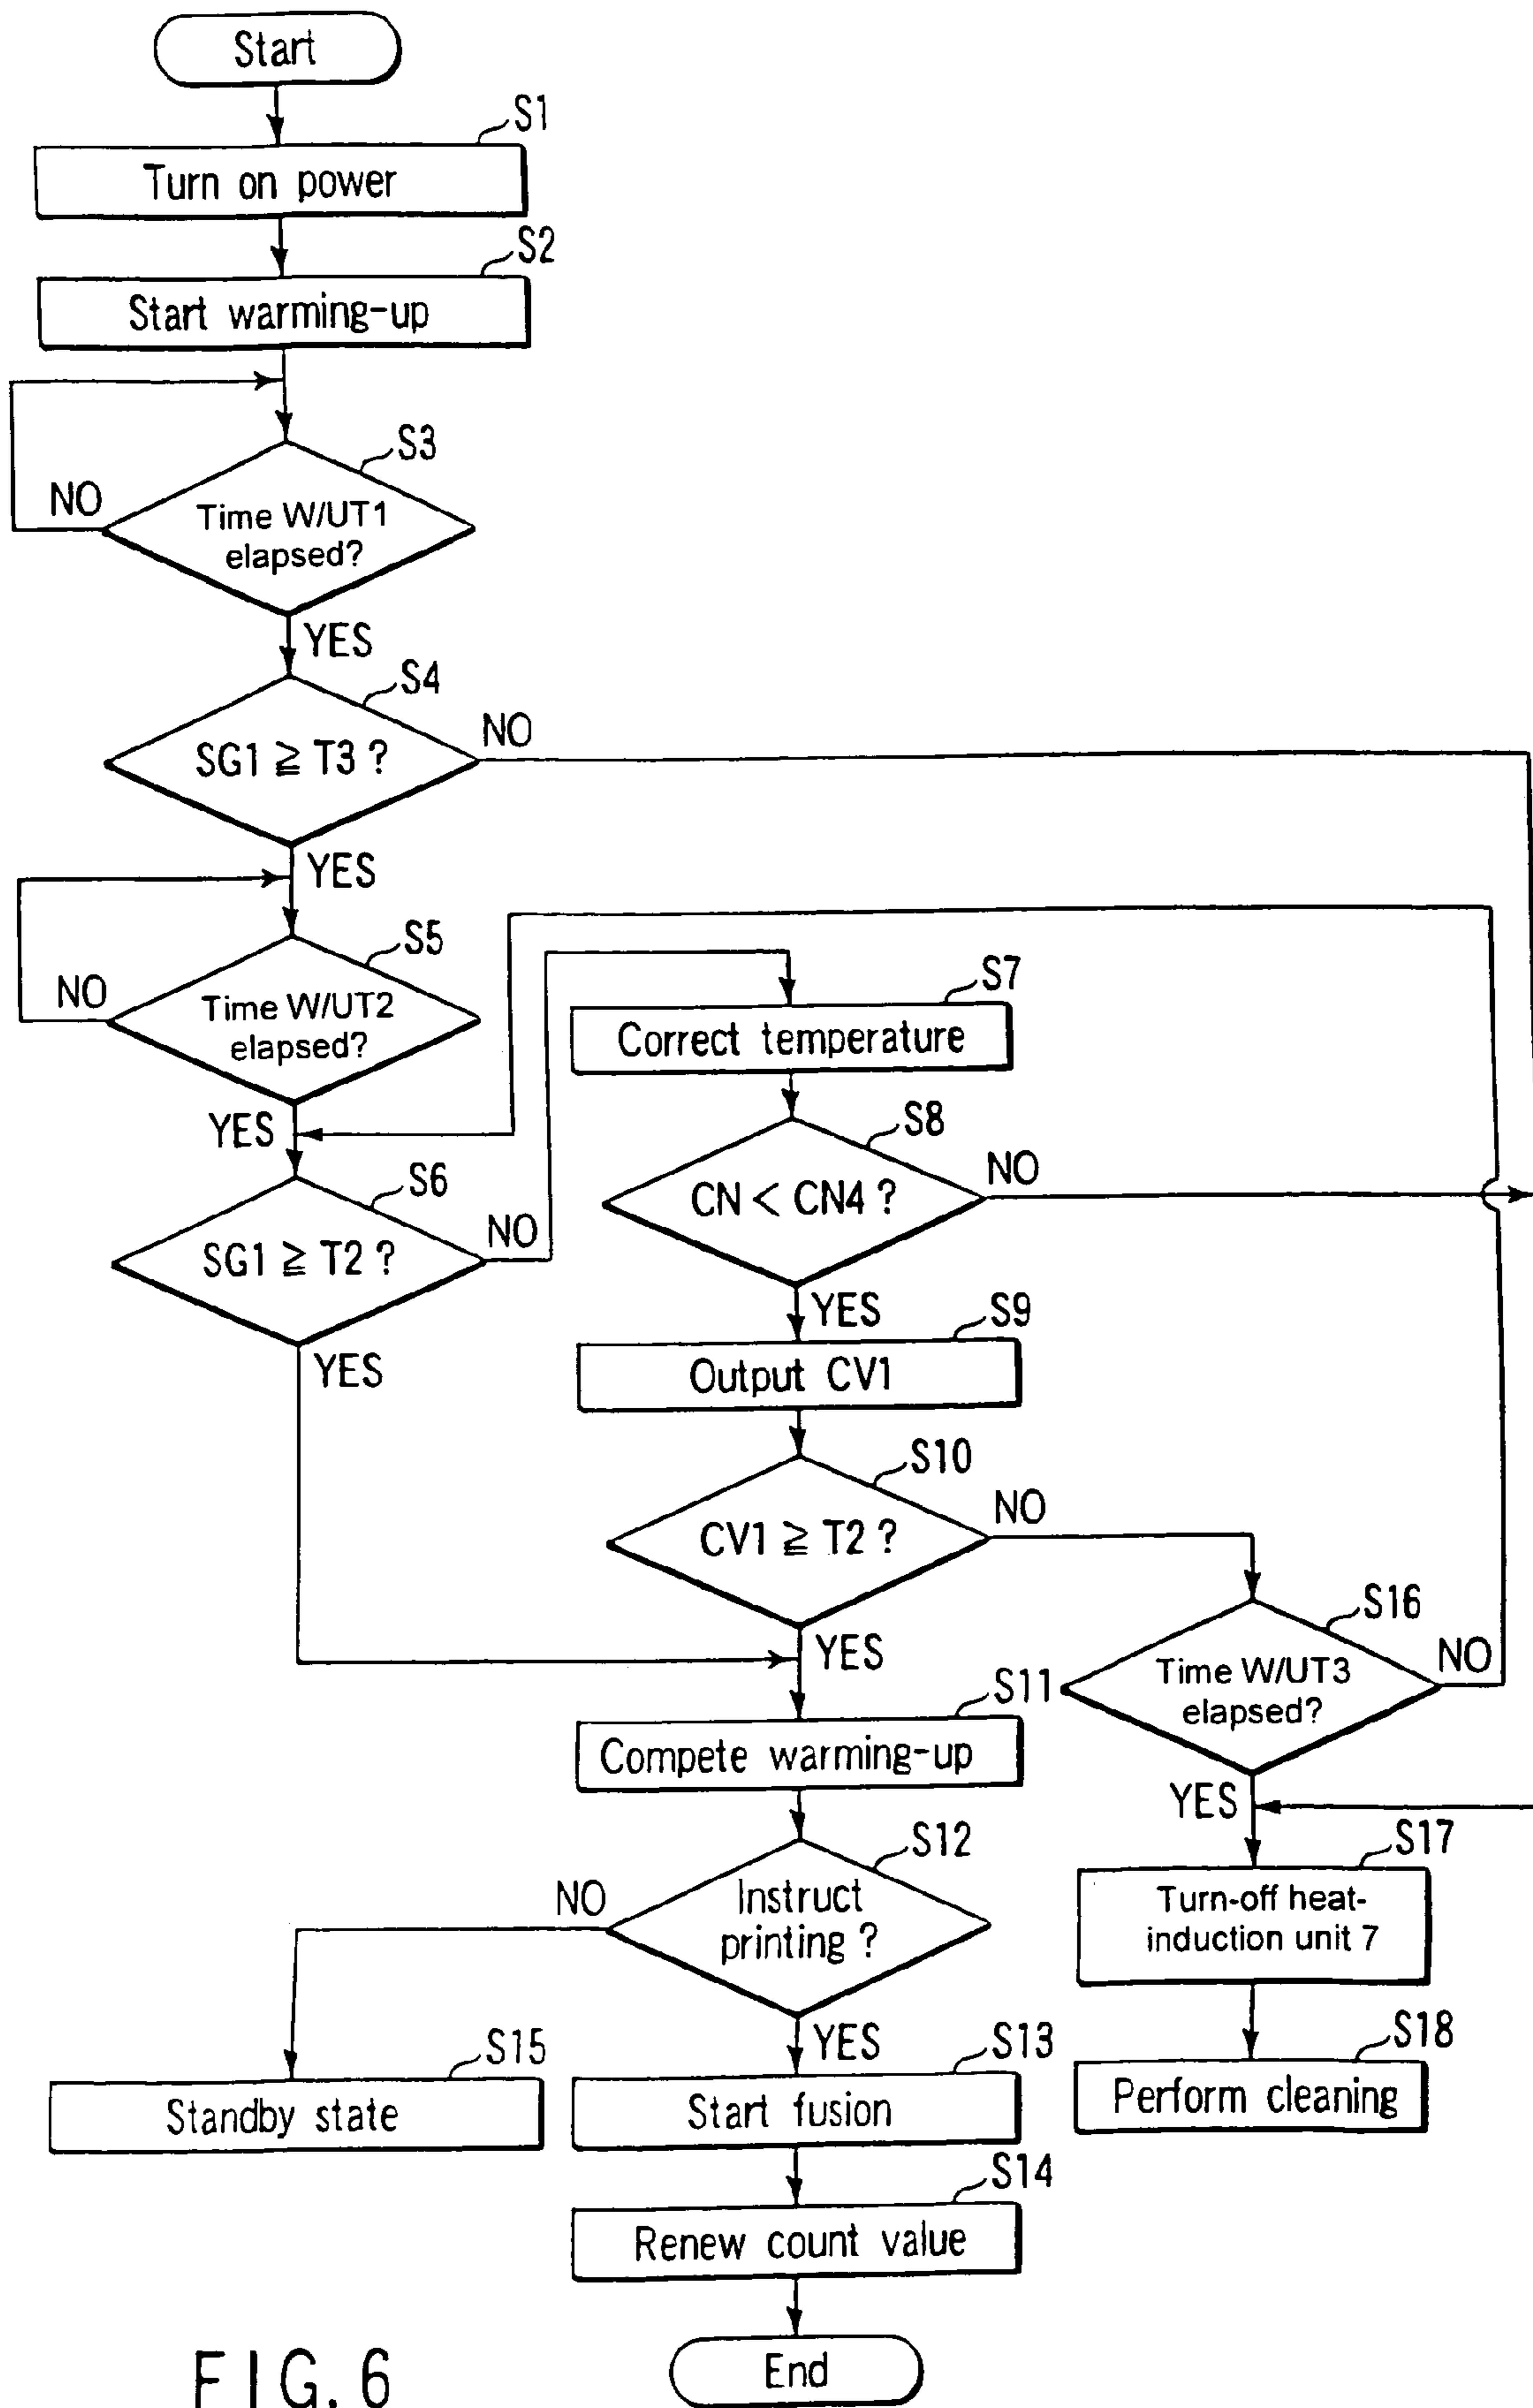 Start
S1
Turn on power
S2
Start warming-up
S3
Time W/UT1
elapsed?
NO
YES
S4
SG1 ≧ T3 ?
NO
YES
S5
Time W/UT2
elapsed?
NO
YES
S6
SG1 ≧ T2 ?
NO
YES
S7
Correct temperature
S8
CN < CN4 ?
NO
YES
S9
Output CV1
S10
CV1 ≧ T2 ?
NO
YES
S11
Compete warming-up
S12
Instruct
printing ?
NO
YES
S13
Start fusion
S14
Renew count value
End
S15
Standby state
S16
Time W/UT3
elapsed?
NO
YES
S17
Turn-off heat-
induction unit 7
S18
Perform cleaning
FIG. 6